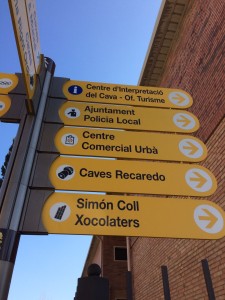 Centre d'Interpretació
del Cava - Of. Turisme
Ajuntament
Policia Local
Centre
Comercial Urbà
Caves Recaredo
Simón Coll
Xocolaters